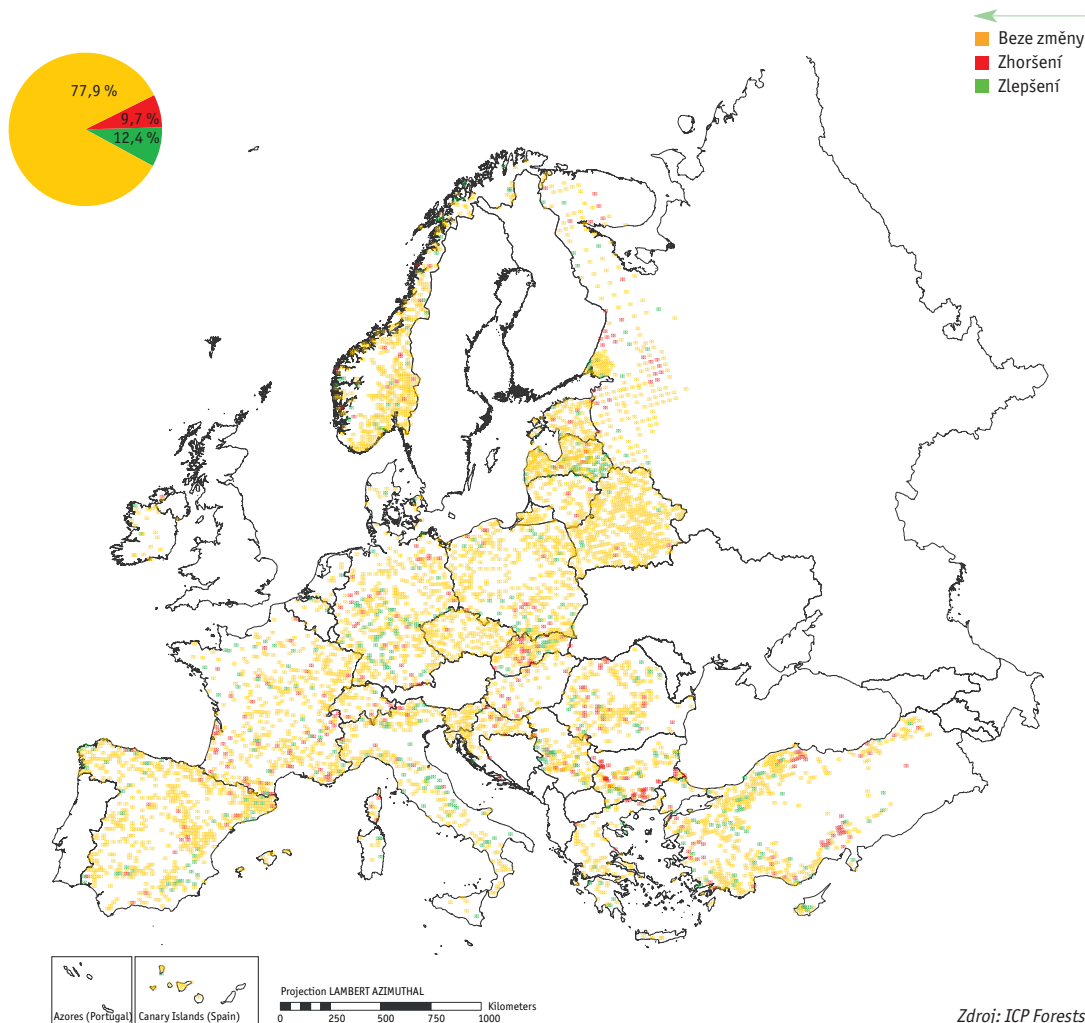 Beze změny
Zhoršení
Zlepšení
77,9 %
9,7 %
12,4 %
Azores (Portugal)
Canary Islands (Spain)
Projection LAMBERT AZIMUTHAL
Kilometers
0 250 500 750 1000
Zdroj: ICP Forests